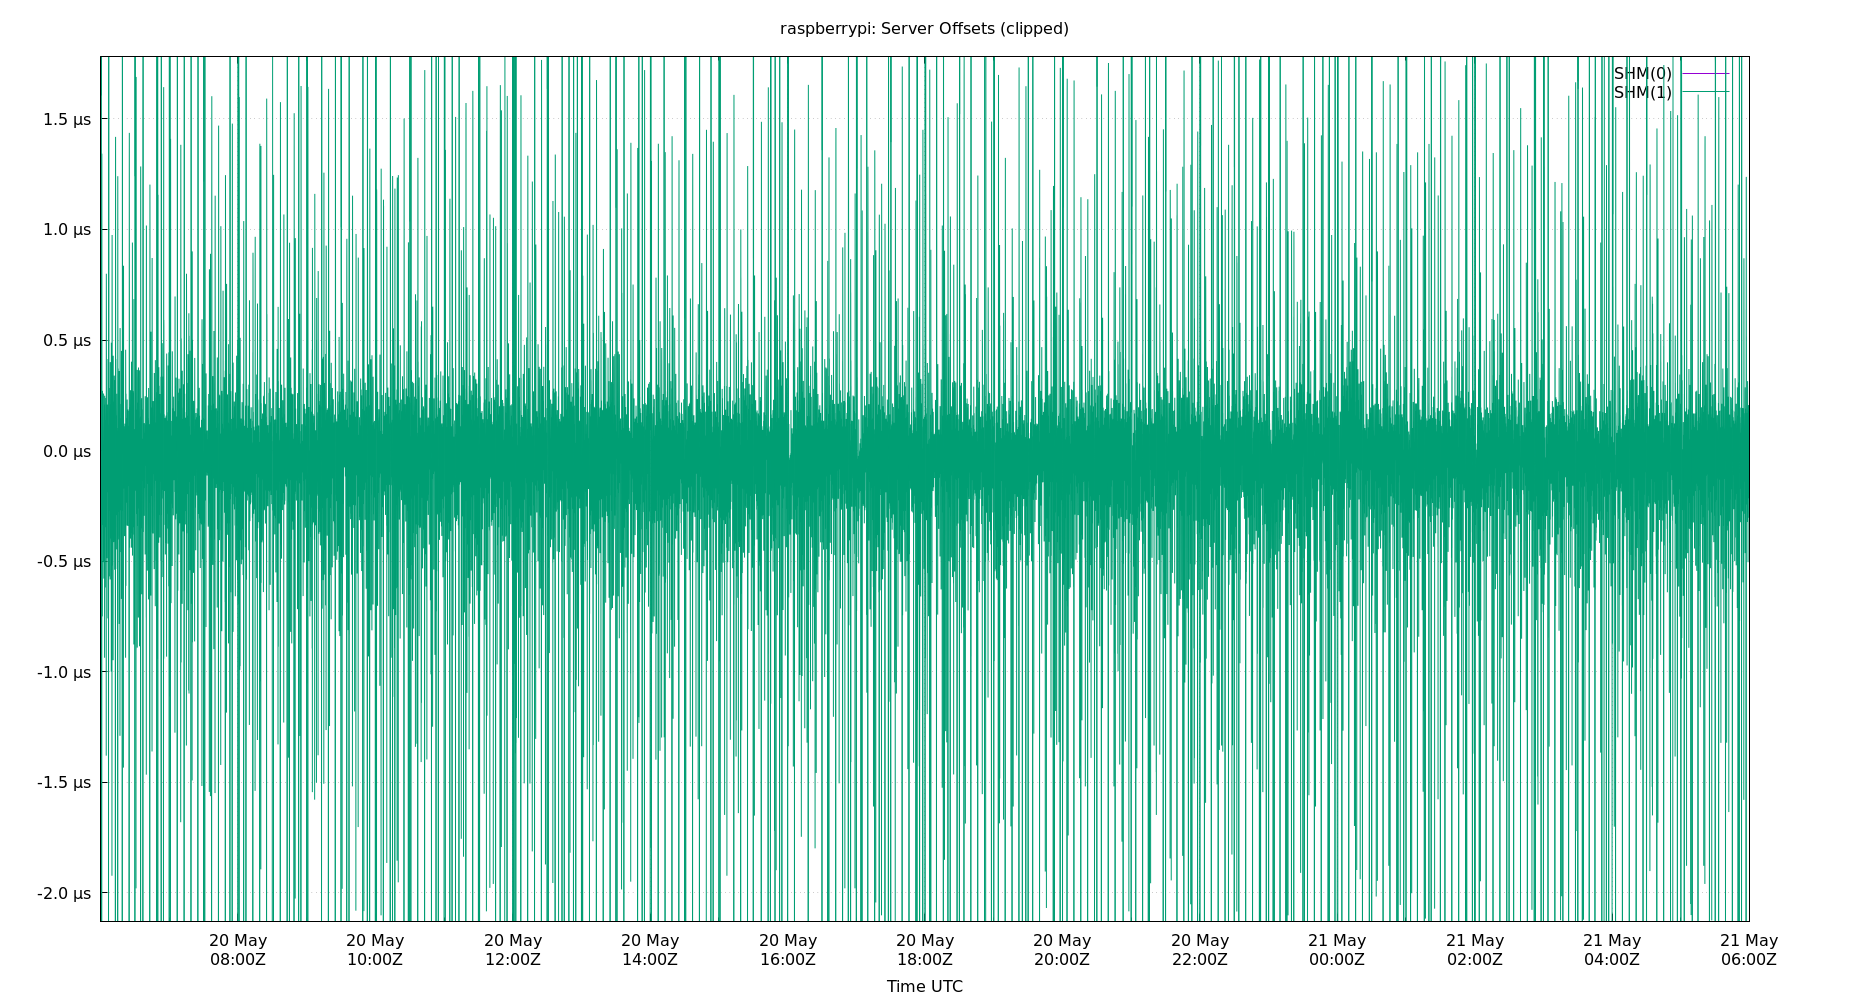 raspberrypi: Server Offsets (clipped)
SHM(0)
SHM(1)
1.5 µs
1.0 µs
0.5 µs
0.0 µs
-0.5 µs
-1.0 µs
-1.5 µs
-2.0 µs
20 May 20 May 20 May 20 May 20 May 20 May 20 May 20 May 21 May 21 May 21 May 21 May
08:00Z 10:00Z 12:00Z 14:00Z 16:00Z 18:00Z 20:00Z 22:00Z 00:00Z 02:00Z 04:00Z 06:00Z
Time UTC